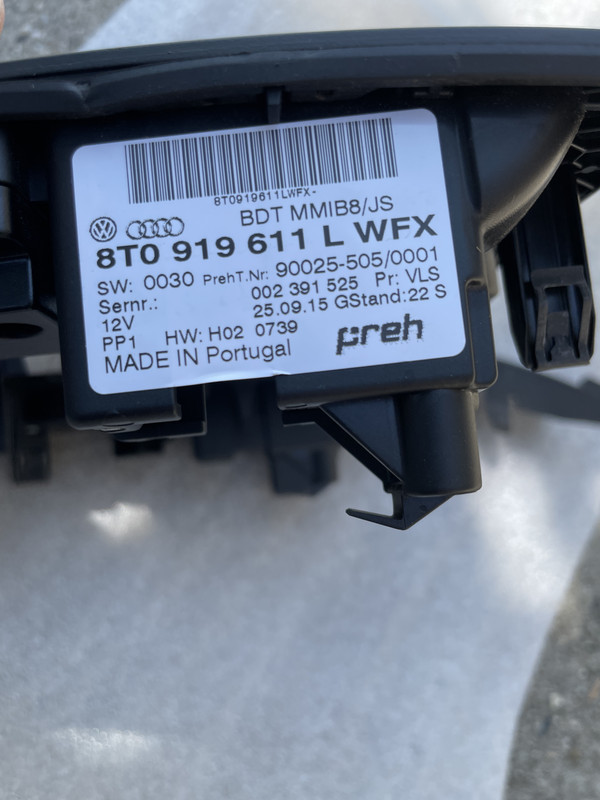 8T0919611LWFX-
BDT MMIB8/JS
8T0 919 611 L WFX
SW: 0030 PrehT.Nr: 90025-505/0001
Sernr.: 002 391 525 Pr: VLS
12V 25.09.15 GStand:22 S
PP1 HW: H02 0739
MADE IN Portugal
preh